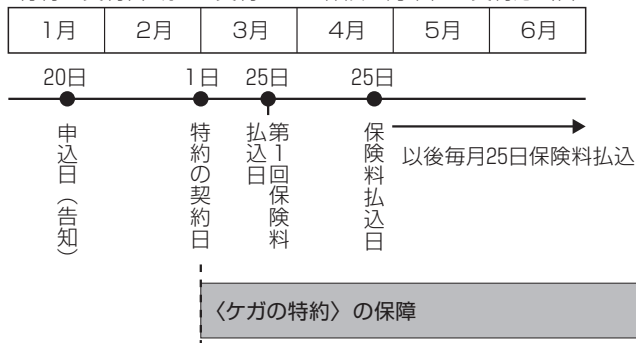 1月 2月 3月 4月 5月 6月
20日 1日 25日 25日
申込日（告知）
特約の契約日
第1回保険料
払込日
保険料払込日
以後毎月25日保険料払込
〈ケガの特約〉の保障